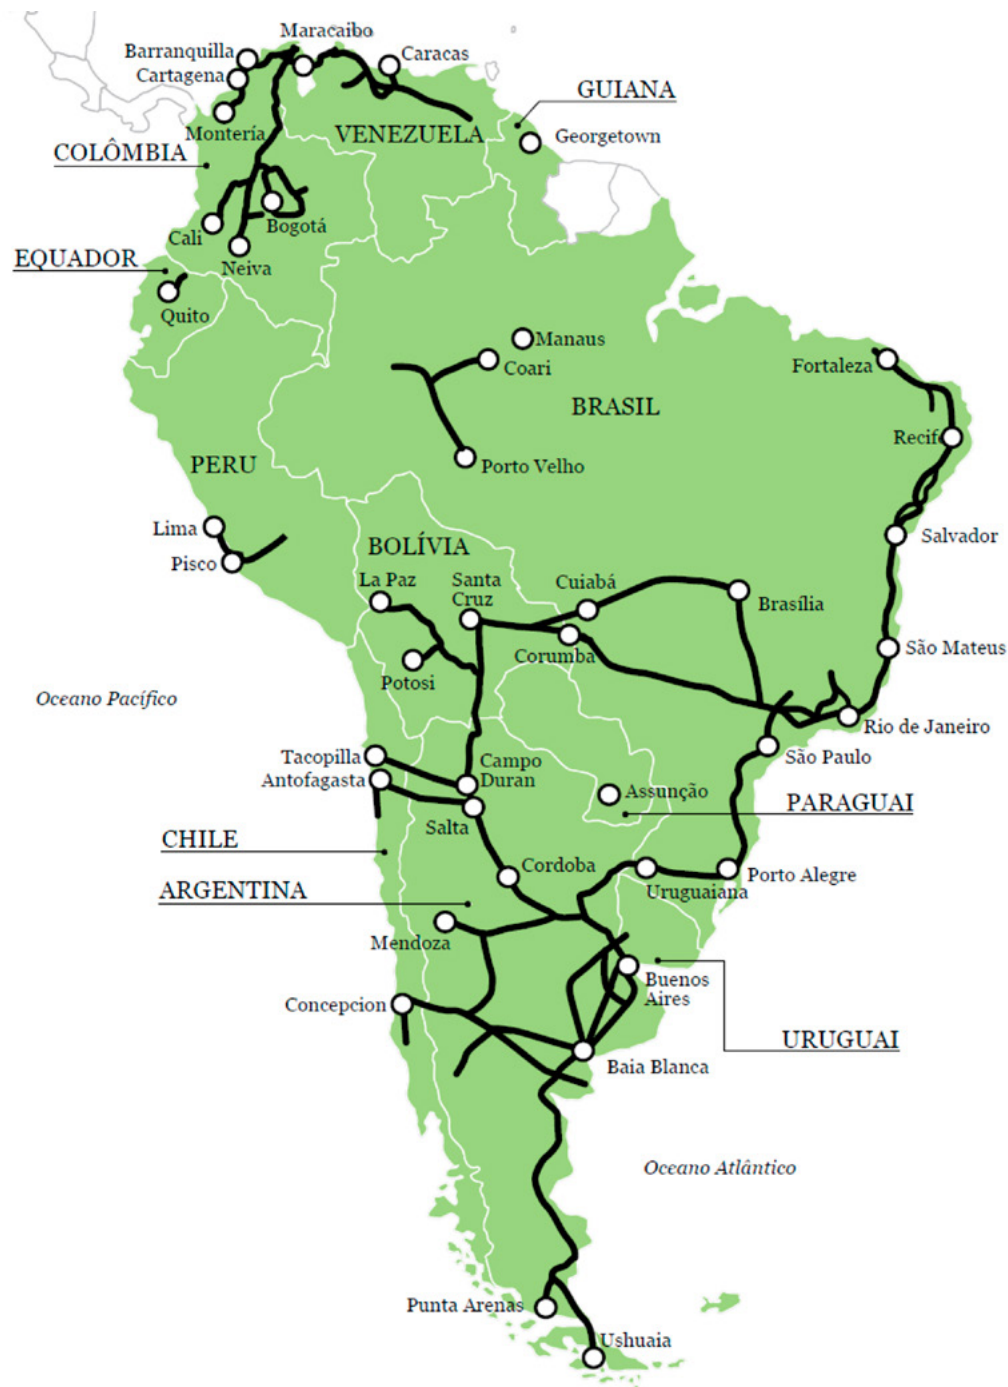 Maracaibo
Barranquilla
Caracas
Cartagena
GUIANA
Montería
VENEZUELA
Georgetown
COLÔMBIA
Bogotá
Cali
EQUADOR
Neiva
Quito
Manaus
Coari
Fortaleza
BRASIL
Recife
PERU
Porto Velho
Lima
Salvador
BOLÍVIA
Pisco
La Paz
Santa
Cruz
Cuiabá
Brasília
Corumba
São Mateus
Potosi
Oceano Pacífico
Rio de Janeiro
Tacopilla
Campo
Duran
São Paulo
Antofagasta
Assunção
PARAGUAI
Salta
CHILE
Cordoba
Porto Alegre
Uruguaiana
ARGENTINA
Mendoza
Buenos
Aires
Concepcion
URUGUAI
Baia Blanca
Oceano Atlântico
Punta Arenas
Ushuaia